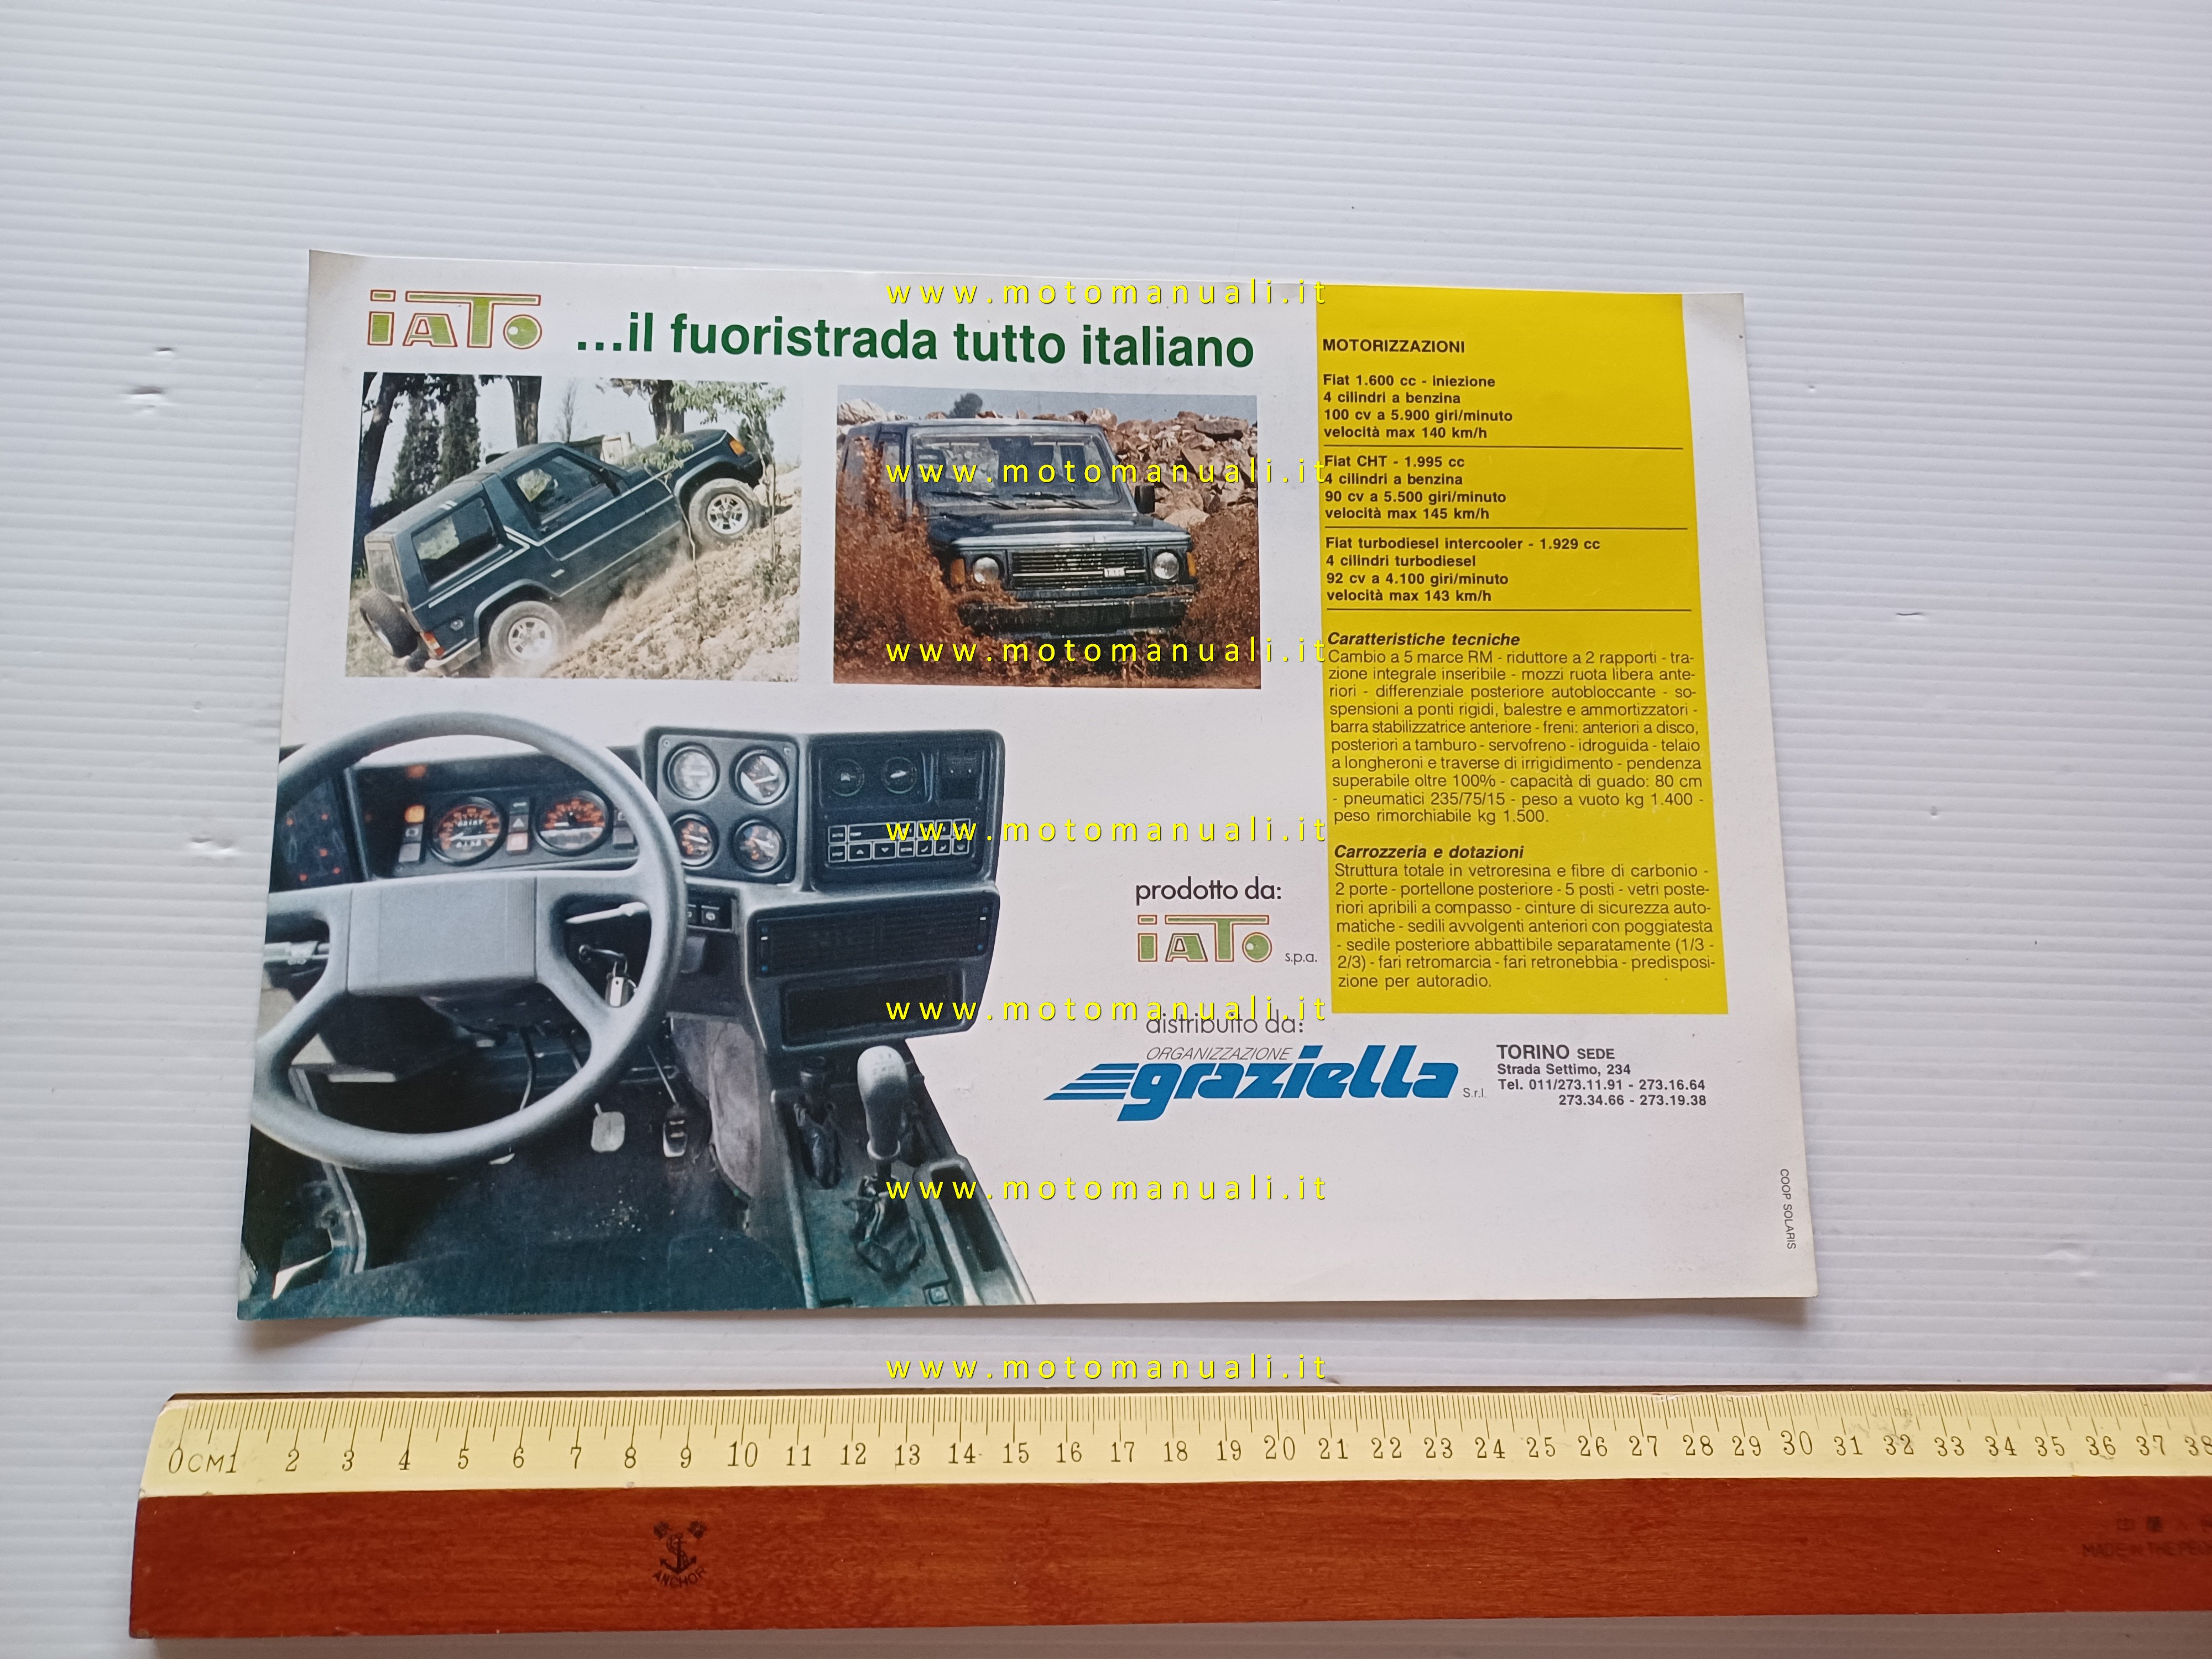 iATo
...il fuoristrada tutto italiano
MOTORIZZAZIONI
Fiat 1.600 cc - iniezione
4 cilindri a benzina
100 cv a 5.900 giri/minuto
velocità max 140 km/h
Fiat CHT - 1.995 cc
4 cilindri a benzina
90 cv a 5.500 giri/minuto
velocità max 145 km/h
Fiat turbodiesel intercooler - 1.929 cc
4 cilindri turbodiesel
92 cv a 4.100 giri/minuto
velocità max 143 km/h
Caratteristiche tecniche
Cambio a 5 marce RM - riduttore a 2 rapporti - tra-
zione integrale inseribile - mozzi ruota libera ante-
riori - differenziale posteriore autobloccante - so-
spensioni a ponti rigidi, balestre e ammortizzatori -
barra stabilizzatrice anteriore - freni: anteriori a disco,
posteriori a tamburo - servofreno - idroguida - telaio
a longheroni e traverse di irrigidimento - pendenza
superabile oltre 100% - capacità di guado: 80 cm
- pneumatici 235/75/15 - peso a vuoto kg 1.400 -
peso rimorchiabile kg 1.500.
Carrozzeria e dotazioni
Struttura totale in vetroresina e fibre di carbonio -
2 porte - portellone posteriore - 5 posti - vetri poste-
riori apribili a compasso - cinture di sicurezza auto-
matiche - sedili avvolgenti anteriori con poggiatesta
- sedile posteriore abbattibile separatamente (1/3 -
2/3) - fari retromarcia - fari retronebbia - predisposi-
zione per autoradio.
prodotto da:
iATo s.p.a.
distribuito da:
ORGANIZZAZIONE
graziella S.r.l.
TORINO SEDE
Strada Settimo, 234
Tel. 011/273.11.91 - 273.16.64
273.34.66 - 273.19.38
COOP SOLARIS
www.motomanuali.it
www.motomanuali.it
www.motomanuali.it
www.motomanuali.it
www.motomanuali.it
www.motomanuali.it
www.motomanuali.it
0CM1 2 3 4 5 6 7 8 9 10 11 12 13 14 15 16 17 18 19 20 21 22 23 24 25 26 27 28 29 30 31 32 33 34 35 36 37 38
ANCHOR
MADE IN THE